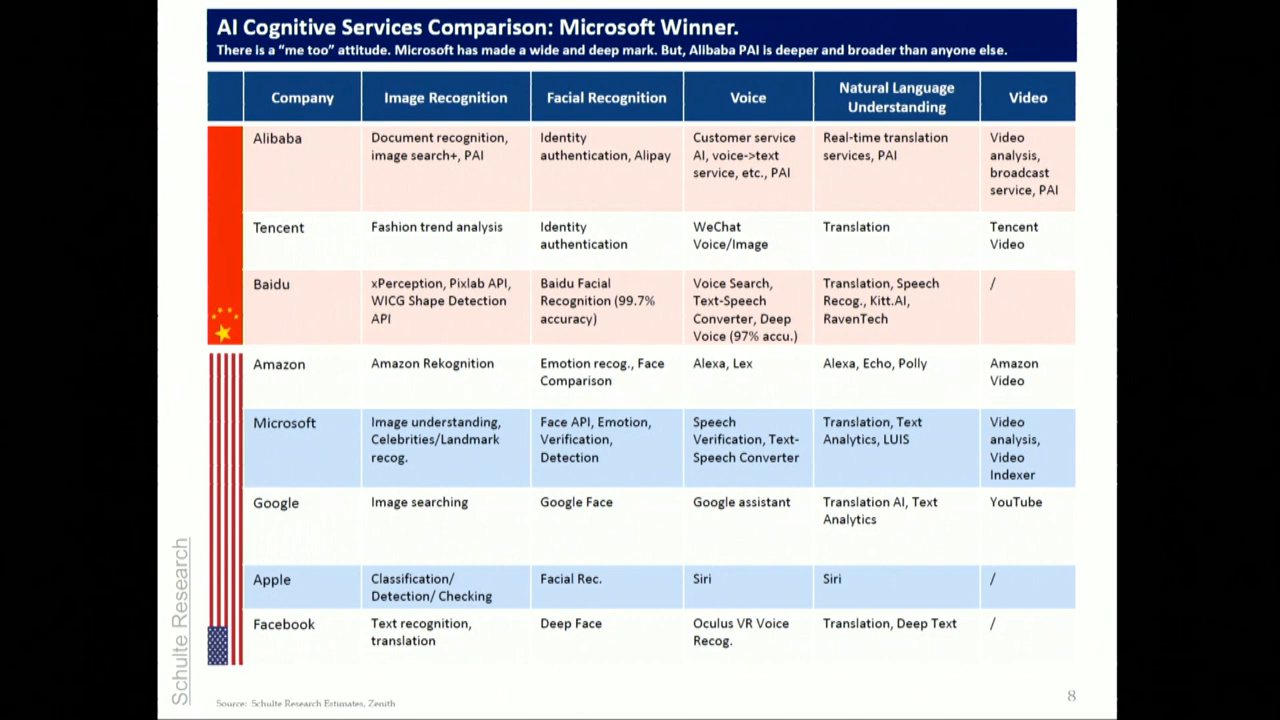 AI Cognitive Services Comparison: Microsoft Winner.
There is a “me too” attitude. Microsoft has made a wide and deep mark. But, Alibaba PAI is deeper and broader than anyone else.
Company
Image Recognition
Facial Recognition
Voice
Natural Language
Understanding
Video
Alibaba
Document recognition,
image search+, PAI
Identity
authentication, Alipay
Customer service
AI, voice->text
service, etc., PAI
Real-time translation
services, PAI
Video
analysis,
broadcast
service, PAI
Tencent
Fashion trend analysis
Identity
authentication
WeChat
Voice/Image
Translation
Tencent
Video
Baidu
xPerception, Pixlab API,
WICG Shape Detection
API
Baidu Facial
Recognition (99.7%
accuracy)
Voice Search,
Text-Speech
Converter, Deep
Voice (97% accu.)
Translation, Speech
Recog., Kitt.AI,
RavenTech
/
Amazon
Amazon Rekognition
Emotion recog., Face
Comparison
Alexa, Lex
Alexa, Echo, Polly
Amazon
Video
Microsoft
Image understanding,
Celebrities/Landmark
recog.
Face API, Emotion,
Verification,
Detection
Speech
Verification, Text-
Speech Converter
Translation, Text
Analytics, LUIS
Video
analysis,
Video
Indexer
Google
Image searching
Google Face
Google assistant
Translation AI, Text
Analytics
YouTube
Apple
Classification/
Detection/ Checking
Facial Rec.
Siri
Siri
/
Facebook
Text recognition,
translation
Deep Face
Oculus VR Voice
Recog.
Translation, Deep Text
/
Schulte Research
Source: Schulte Research Estimates, Zenith
8